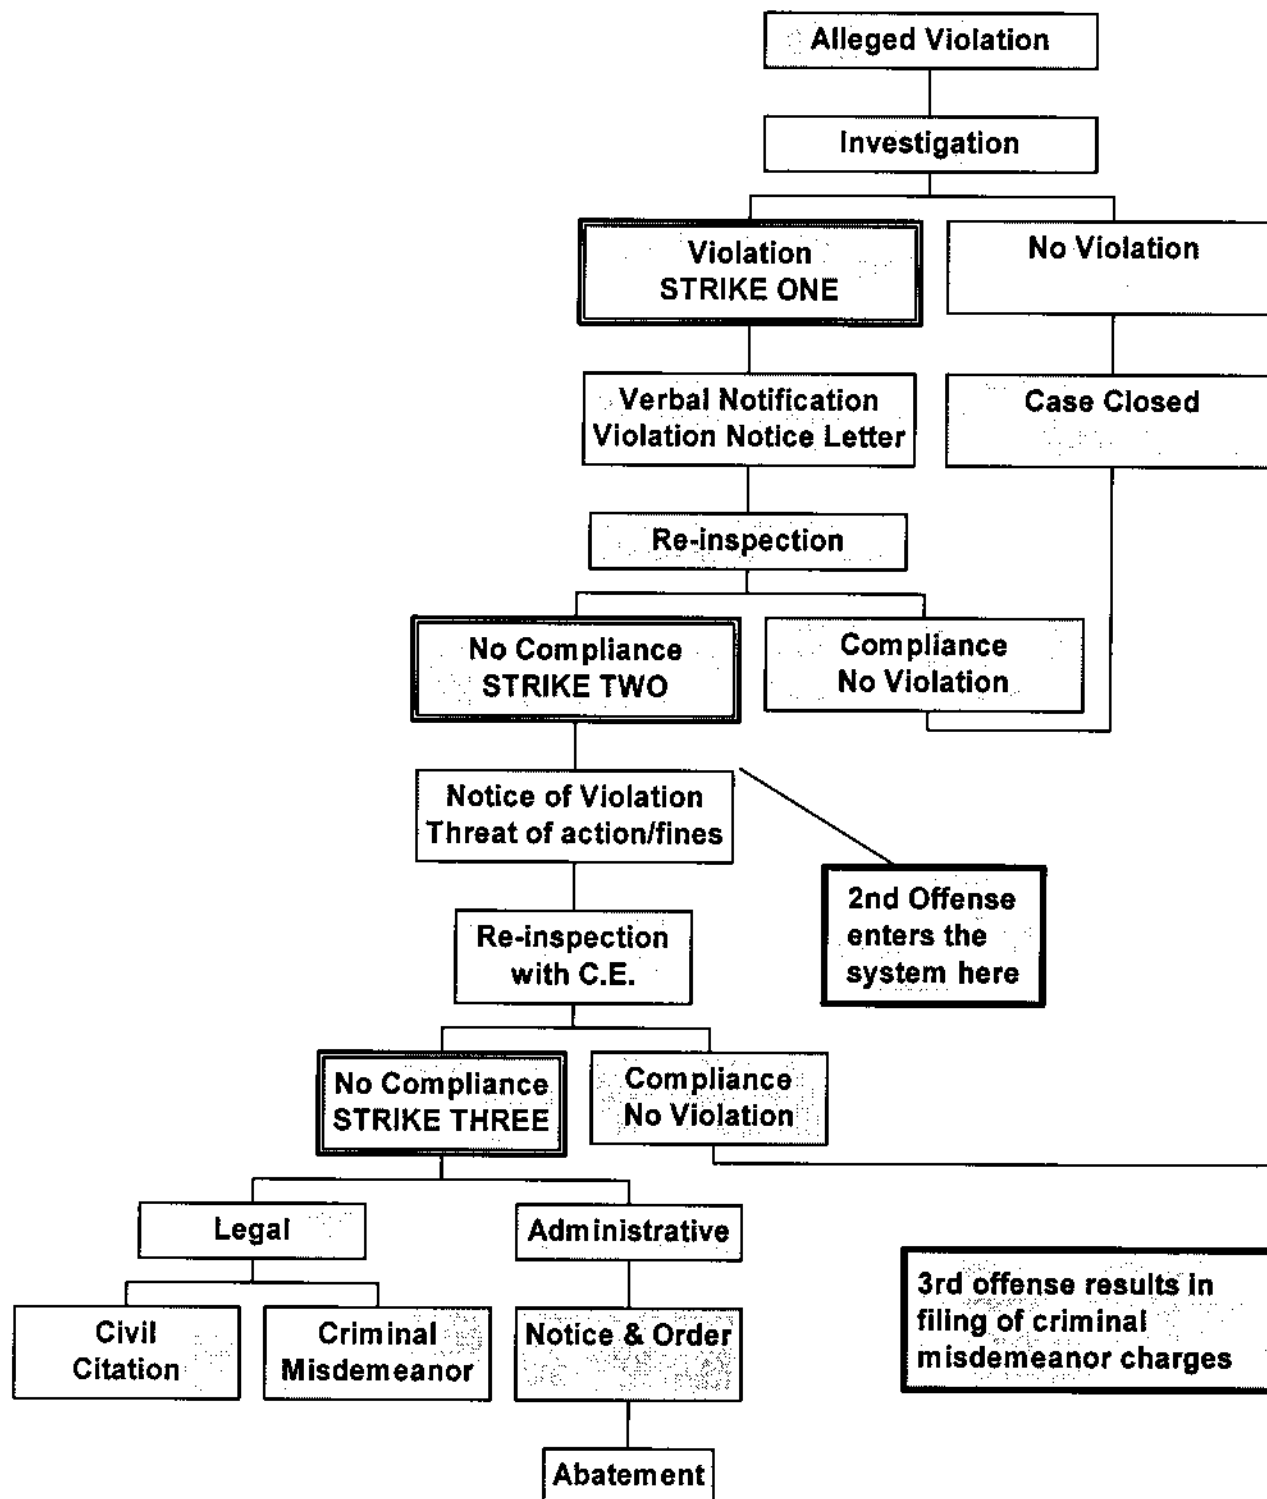 Alleged Violation
Investigation
Violation
STRIKE ONE
No Violation
Verbal Notification
Violation Notice Letter
Case Closed
Re-inspection
No Compliance
STRIKE TWO
Compliance
No Violation
Notice of Violation
Threat of action/fines
2nd Offense
enters the
system here
Re-inspection
with C.E.
No Compliance
STRIKE THREE
Compliance
No Violation
Legal
Administrative
3rd offense results in
filing of criminal
misdemeanor charges
Civil
Citation
Criminal
Misdemeanor
Notice & Order
Abatement